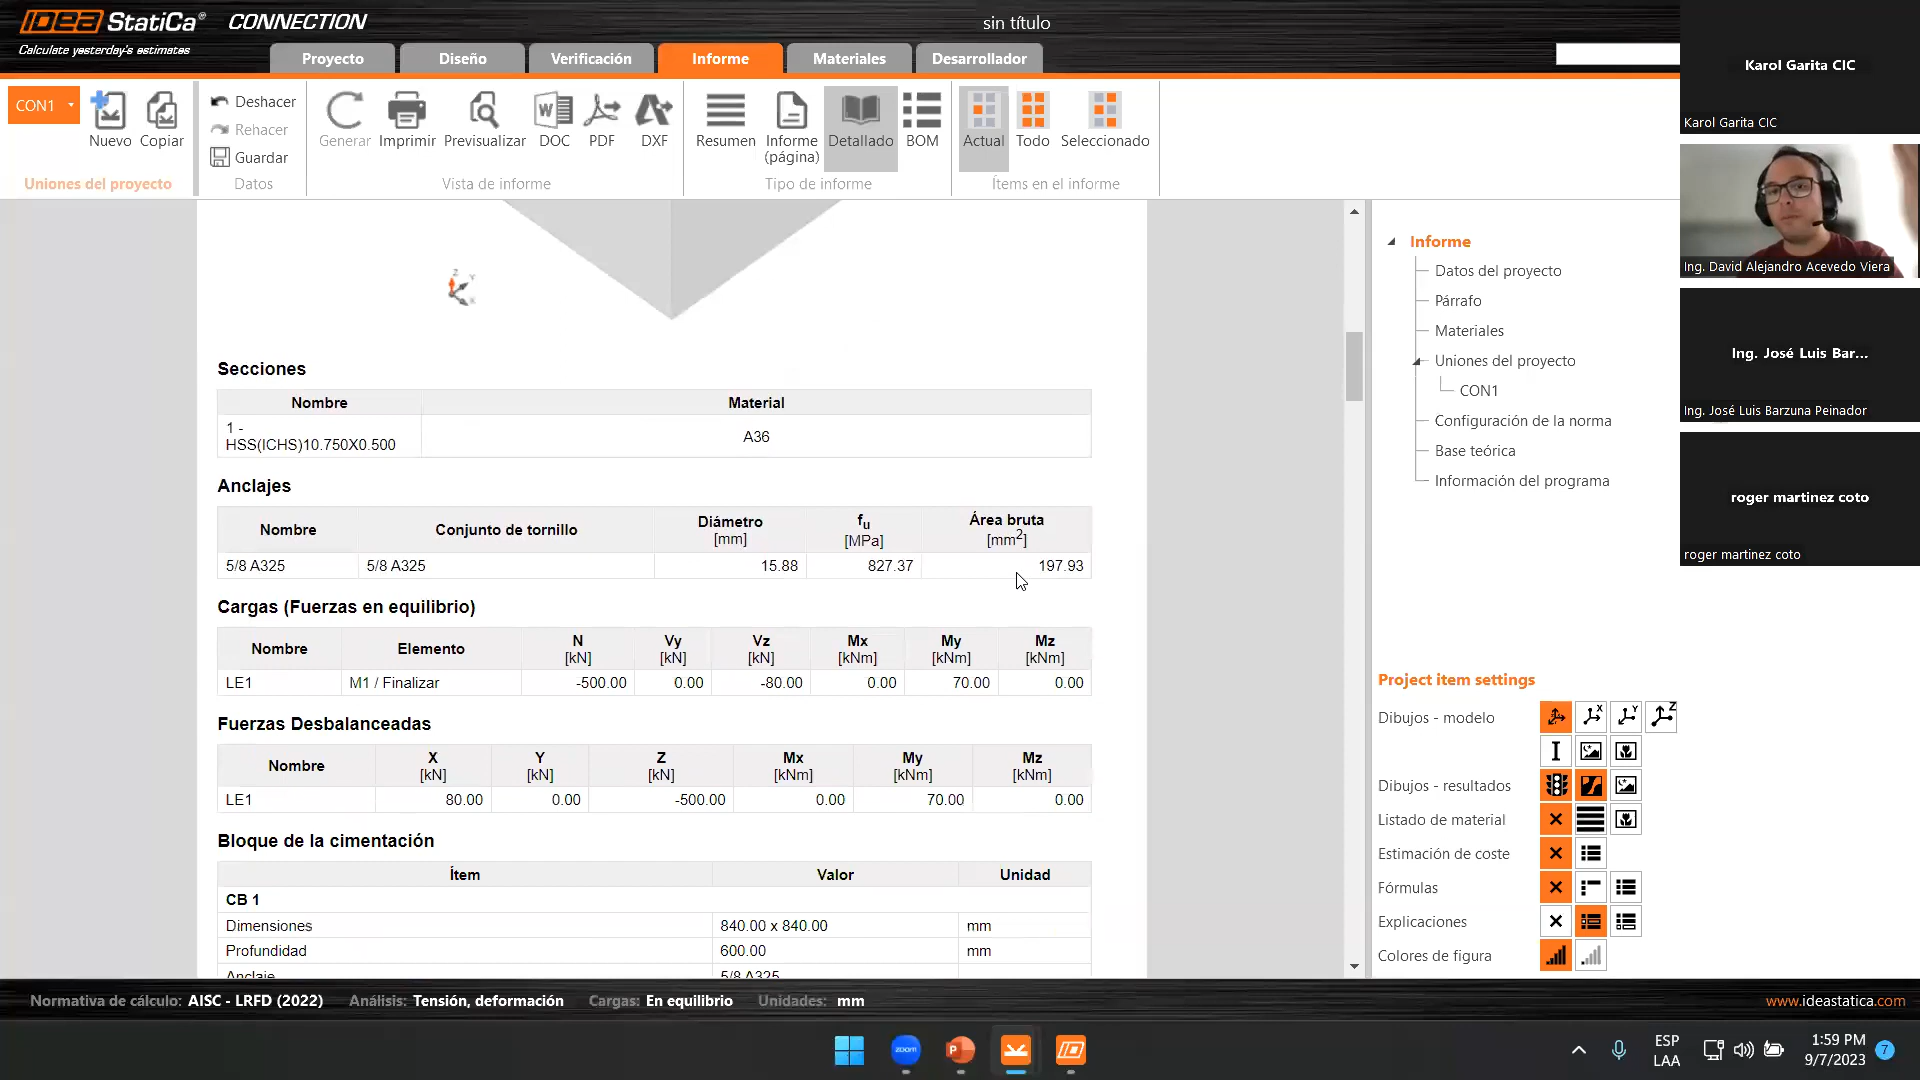 IDEA StatiCa® CONNECTION
Calculate yesterday's estimates
sin título
Proyecto Diseño Verificación Informe Materiales Desarrollador
CON1
Nuevo Copiar
Deshacer
Rehacer
Guardar
Generar Imprimir Previsualizar DOC PDF DXF
Resumen Informe (página) Detallado BOM
Actual Todo Seleccionado
Uniones del proyecto Datos Vista de informe Tipo de informe Ítems en el informe
Z Y X
Secciones
Nombre Material
1 - HSS(ICHS)10.750X0.500 A36
Anclajes
Nombre Conjunto de tornillo Diámetro [mm] fu [MPa] Área bruta [mm2]
5/8 A325 5/8 A325 15.88 827.37 197.93
Cargas (Fuerzas en equilibrio)
Nombre Elemento N [kN] Vy [kN] Vz [kN] Mx [kNm] My [kNm] Mz [kNm]
LE1 M1 / Finalizar -500.00 0.00 -80.00 0.00 70.00 0.00
Fuerzas Desbalanceadas
Nombre X [kN] Y [kN] Z [kN] Mx [kNm] My [kNm] Mz [kNm]
LE1 80.00 0.00 -500.00 0.00 70.00 0.00
Bloque de la cimentación
Ítem Valor Unidad
CB 1
Dimensiones 840.00 x 840.00 mm
Profundidad 600.00 mm
Anclaje 5/8 A325
Informe
Datos del proyecto
Párrafo
Materiales
Uniones del proyecto
CON1
Configuración de la norma
Base teórica
Información del programa
Project item settings
Dibujos - modelo
X Y Z
Dibujos - resultados
Listado de material
Estimación de coste
Fórmulas
Explicaciones
Colores de figura
Karol Garita CIC
Karol Garita CIC
Ing. David Alejandro Acevedo Viera
Ing. José Luis Bar...
Ing. José Luis Barzuna Peinador
roger martinez coto
roger martinez coto
Normativa de cálculo: AISC - LRFD (2022) Análisis: Tensión, deformación Cargas: En equilibrio Unidades: mm
www.ideastatica.com
zoom P
ESP
LAA
1:59 PM
9/7/2023
7